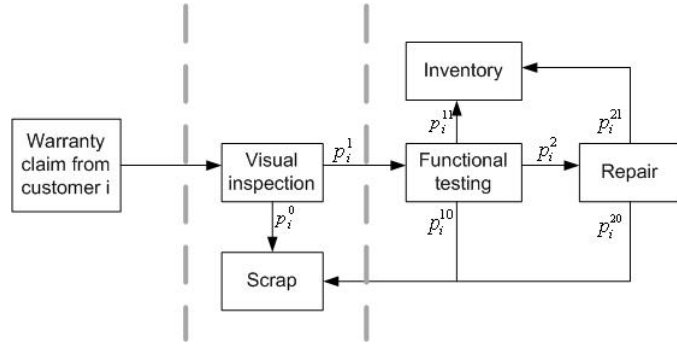 Inventory
p_i^{11}
p_i^{21}
Warranty
claim from
customer i
Visual
inspection
p_i^1
Functional
testing
p_i^2
Repair
p_i^0
p_i^{10}
p_i^{20}
Scrap